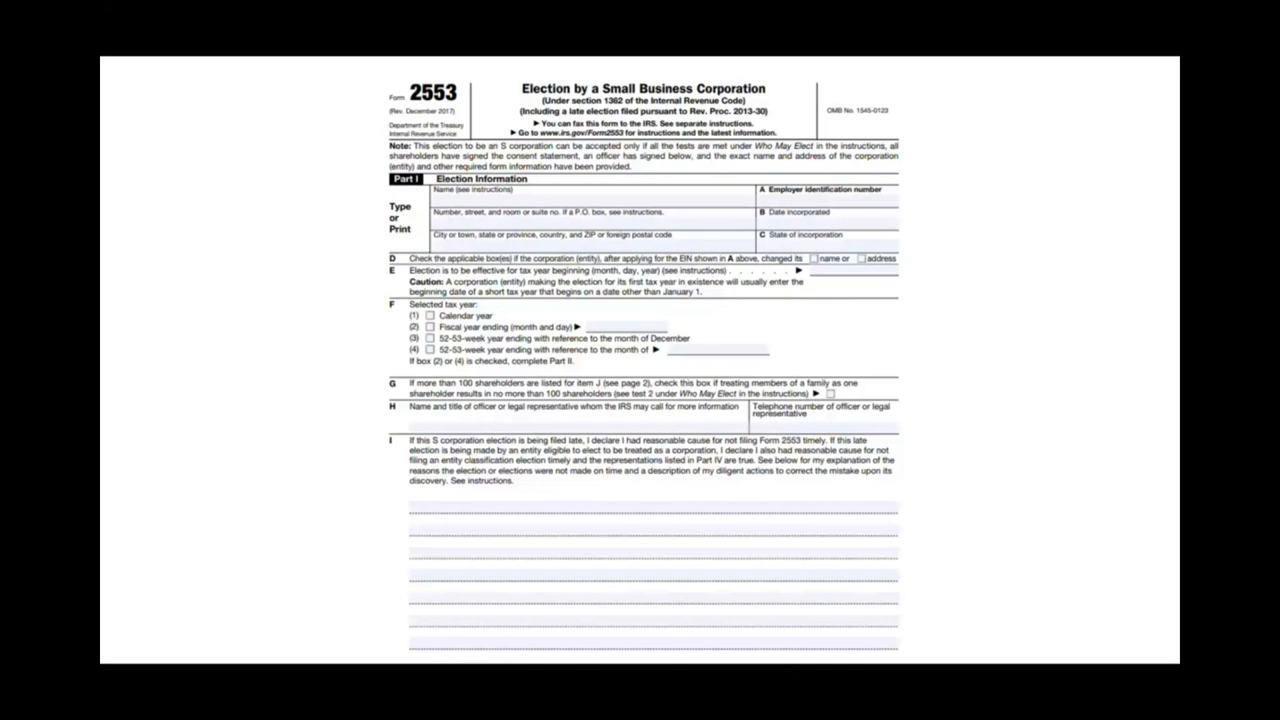 Form 2553
(Rev. December 2017)
Department of the Treasury
Internal Revenue Service
Election by a Small Business Corporation
(Under section 1362 of the Internal Revenue Code)
(Including a late election filed pursuant to Rev. Proc. 2013-30)
▶ You can fax this form to the IRS. See separate instructions.
▶ Go to www.irs.gov/Form2553 for instructions and the latest information.
OMB No. 1545-0123
Note: This election to be an S corporation can be accepted only if all the tests are met under Who May Elect in the instructions, all
shareholders have signed the consent statement, an officer has signed below, and the exact name and address of the corporation
(entity) and other required form information have been provided.
Part I Election Information
Type
or
Print
Name (see instructions)
A Employer identification number
Number, street, and room or suite no. If a P.O. box, see instructions.
B Date incorporated
City or town, state or province, country, and ZIP or foreign postal code
C State of incorporation
D Check the applicable box(es) if the corporation (entity), after applying for the EIN shown in A above, changed its name or address
E Election is to be effective for tax year beginning (month, day, year) (see instructions) . . . . . . ▶
Caution: A corporation (entity) making the election for its first tax year in existence will usually enter the
beginning date of a short tax year that begins on a date other than January 1.
F Selected tax year:
(1) Calendar year
(2) Fiscal year ending (month and day) ▶
(3) 52-53-week year ending with reference to the month of December
(4) 52-53-week year ending with reference to the month of ▶
If box (2) or (4) is checked, complete Part II.
G If more than 100 shareholders are listed for item J (see page 2), check this box if treating members of a family as one
shareholder results in no more than 100 shareholders (see test 2 under Who May Elect in the instructions) ▶
H Name and title of officer or legal representative whom the IRS may call for more information
Telephone number of officer or legal
representative
I If this S corporation election is being filed late, I declare I had reasonable cause for not filing Form 2553 timely. If this late
election is being made by an entity eligible to elect to be treated as a corporation, I declare I also had reasonable cause for not
filing an entity classification election timely and the representations listed in Part IV are true. See below for my explanation of the
reasons the election or elections were not made on time and a description of my diligent actions to correct the mistake upon its
discovery. See instructions.